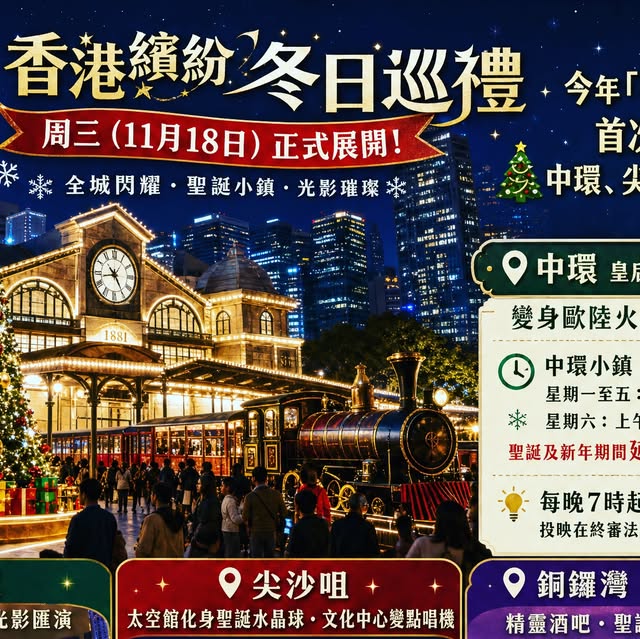 香港繽紛冬日巡禮
周三（11月18日）正式展開！
全城閃耀・聖誕小鎮・光影璀璨
今年「
首次
中環、尖
1881
中環 皇后
變身歐陸火
中環小鎮
星期一至五：
星期六：上午
聖誕及新年期間延
每晚7時起
投映在終審法
光影匯演
尖沙咀
太空館化身聖誕水晶球・文化中心變點唱機
銅鑼灣
精靈酒吧・聖誕